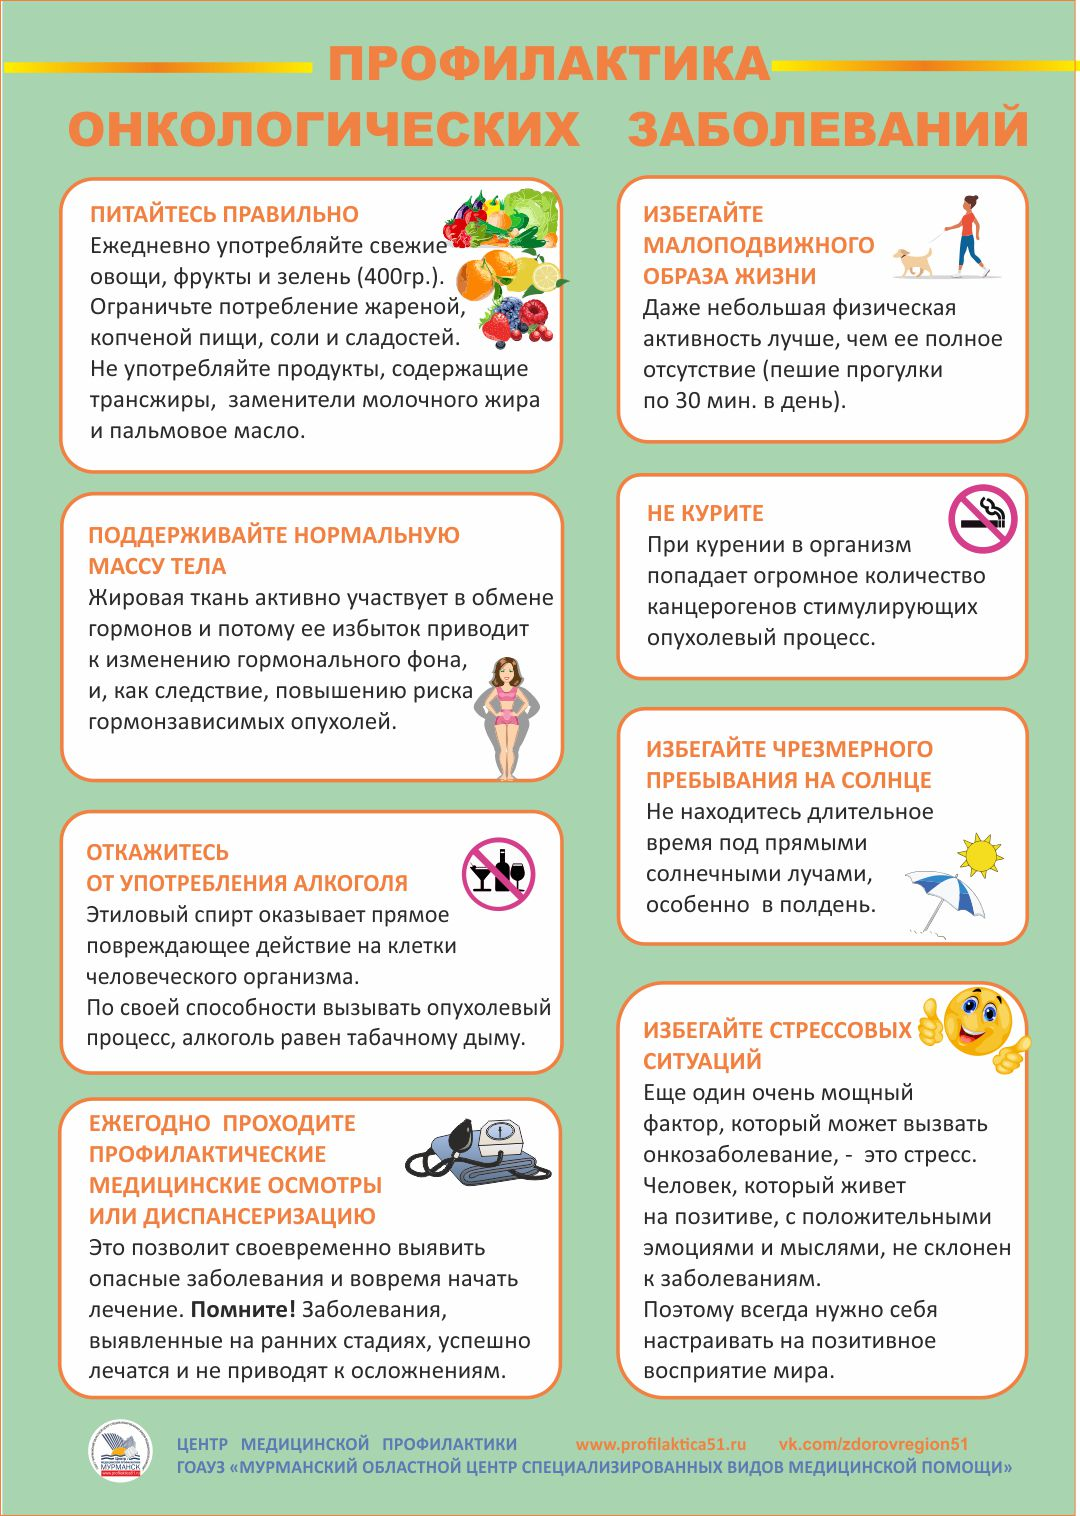 ПРОФИЛАКТИКА
ОНКОЛОГИЧЕСКИХ ЗАБОЛЕВАНИЙ
ПИТАЙТЕСЬ ПРАВИЛЬНО
Ежедневно употребляйте свежие
овощи, фрукты и зелень (400гр.).
Ограничьте потребление жареной,
копченой пищи, соли и сладостей.
Не употребляйте продукты, содержащие
трансжиры, заменители молочного жира
и пальмовое масло.
ПОДДЕРЖИВАЙТЕ НОРМАЛЬНУЮ
МАССУ ТЕЛА
Жировая ткань активно участвует в обмене
гормонов и потому ее избыток приводит
к изменению гормонального фона,
и, как следствие, повышению риска
гормонзависимых опухолей.
ОТКАЖИТЕСЬ
ОТ УПОТРЕБЛЕНИЯ АЛКОГОЛЯ
Этиловый спирт оказывает прямое
повреждающее действие на клетки
человеческого организма.
По своей способности вызывать опухолевый
процесс, алкоголь равен табачному дыму.
ЕЖЕГОДНО ПРОХОДИТЕ
ПРОФИЛАКТИЧЕСКИЕ
МЕДИЦИНСКИЕ ОСМОТРЫ
ИЛИ ДИСПАНСЕРИЗАЦИЮ
Это позволит своевременно выявить
опасные заболевания и вовремя начать
лечение. Помните! Заболевания,
выявленные на ранних стадиях, успешно
лечатся и не приводят к осложнениям.
ИЗБЕГАЙТЕ
МАЛОПОДВИЖНОГО
ОБРАЗА ЖИЗНИ
Даже небольшая физическая
активность лучше, чем ее полное
отсутствие (пешие прогулки
по 30 мин. в день).
НЕ КУРИТЕ
При курении в организм
попадает огромное количество
канцерогенов стимулирующих
опухолевый процесс.
ИЗБЕГАЙТЕ ЧРЕЗМЕРНОГО
ПРЕБЫВАНИЯ НА СОЛНЦЕ
Не находитесь длительное
время под прямыми
солнечными лучами,
особенно в полдень.
ИЗБЕГАЙТЕ СТРЕССОВЫХ
СИТУАЦИЙ
Еще один очень мощный
фактор, который может вызвать
онкозаболевание, - это стресс.
Человек, который живет
на позитиве, с положительными
эмоциями и мыслями, не склонен
к заболеваниям.
Поэтому всегда нужно себя
настраивать на позитивное
восприятие мира.
МУРМАНСК
ЦЕНТР МЕДИЦИНСКОЙ ПРОФИЛАКТИКИ www.profilaktica51.ru vk.com/zdorovregion51
ГОАУЗ «МУРМАНСКИЙ ОБЛАСТНОЙ ЦЕНТР СПЕЦИАЛИЗИРОВАННЫХ ВИДОВ МЕДИЦИНСКОЙ ПОМОЩИ»